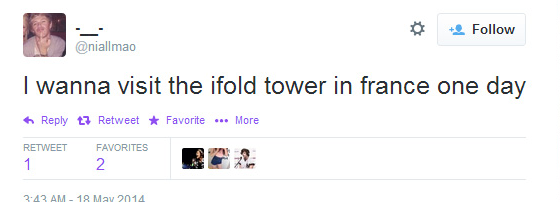 -__-
@niallmao
Follow
I wanna visit the ifold tower in france one day
Reply Retweet Favorite More
RETWEET FAVORITES
1 2
3:43 AM - 18 May 2014